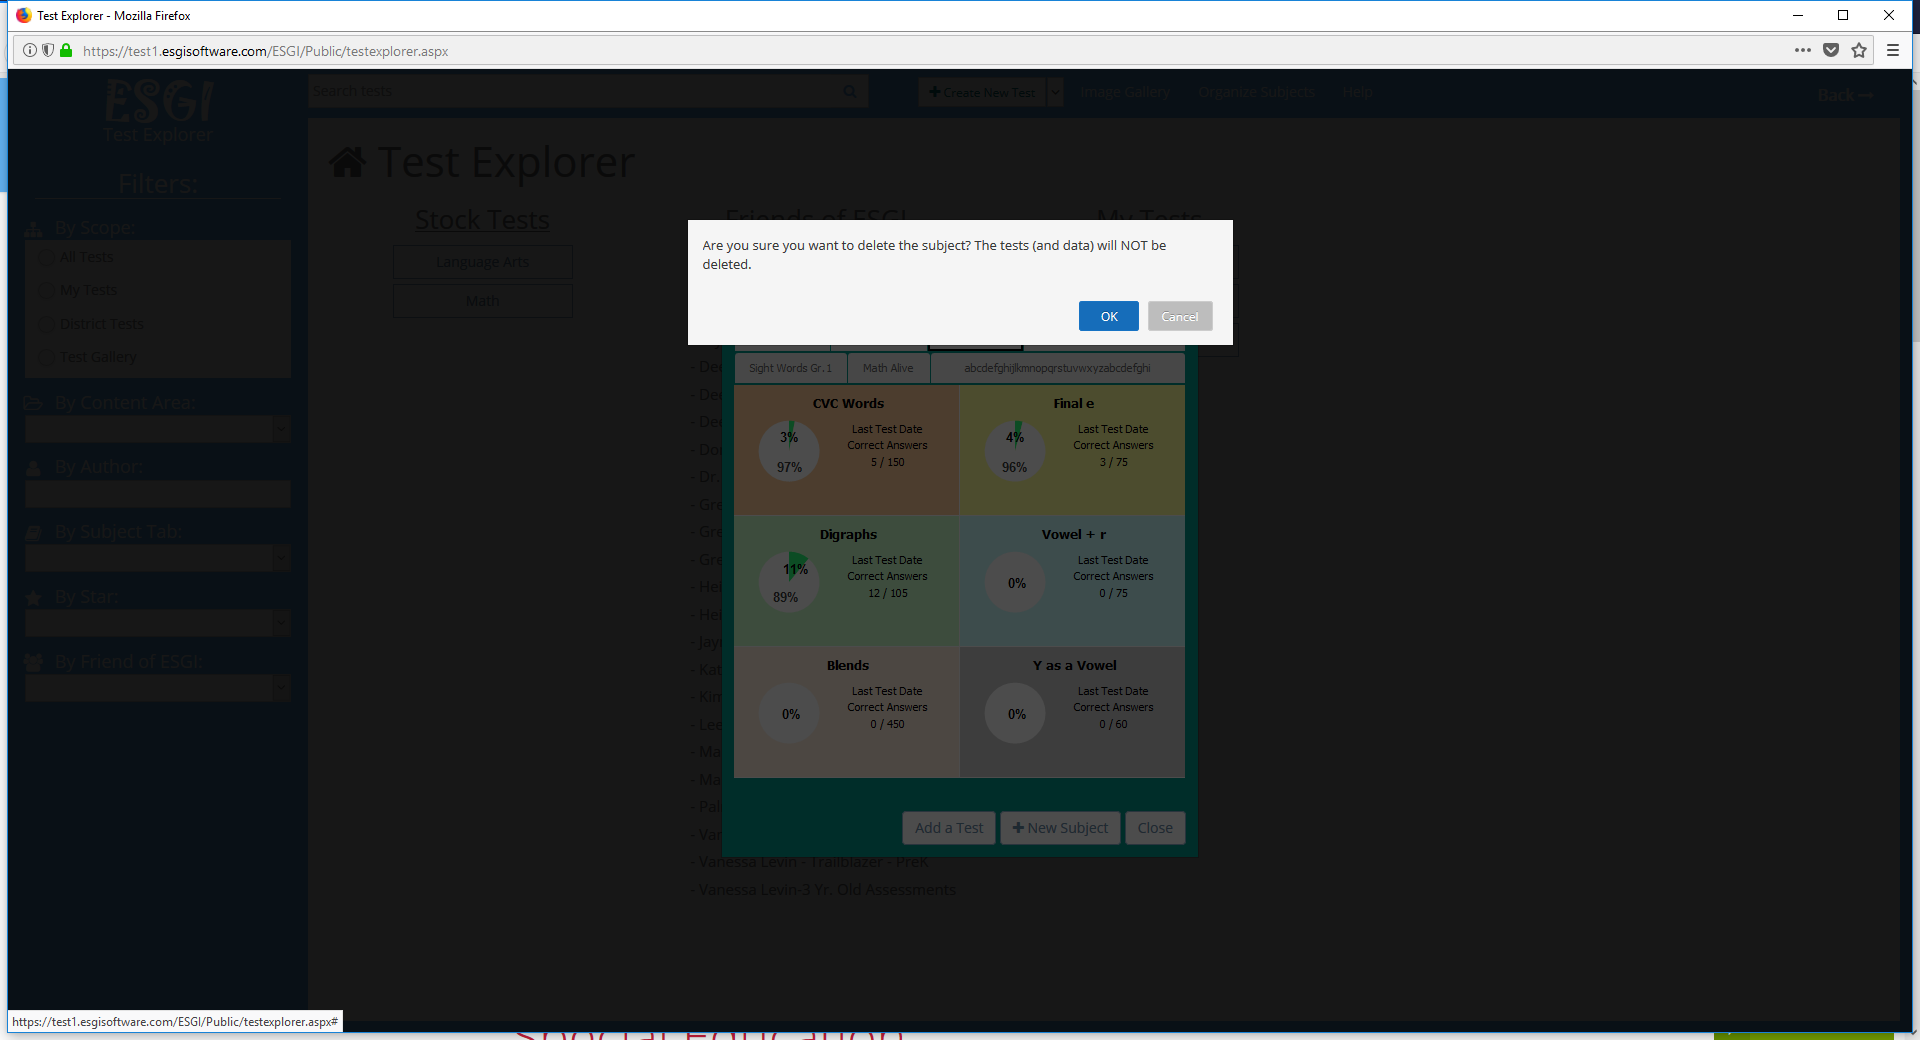 Test Explorer - Mozilla Firefox
https://test1.esgisoftware.com/ESGI/Public/testexplorer.aspx
ESGI
Test Explorer
Search tests
Create New Test
Image Gallery
Organize Subjects
Help
Back
Filters:
By Scope:
All Tests
My Tests
District Tests
Test Gallery
By Content Area:
By Author:
By Subject Tab:
By Star:
By Friend of ESGI:
Test Explorer
Stock Tests
Language Arts
Math
Friends of ESGI
My Tests
Are you sure you want to delete the subject? The tests (and data) will NOT be
deleted.
OK
Cancel
Sight Words Gr. 1
Math Alive
abcdefghijlkmnopqrstuvwxyzabcdefghi
CVC Words
3%
97%
Last Test Date
Correct Answers
5 / 150
Final e
4%
96%
Last Test Date
Correct Answers
3 / 75
Digraphs
11%
89%
Last Test Date
Correct Answers
12 / 105
Vowel + r
0%
Last Test Date
Correct Answers
0 / 75
Blends
0%
Last Test Date
Correct Answers
0 / 450
Y as a Vowel
0%
Last Test Date
Correct Answers
0 / 60
Add a Test
New Subject
Close
- Dr.
- Vanessa Levin - Trailblazer - PreK
- Vanessa Levin-3 Yr. Old Assessments
https://test1.esgisoftware.com/ESGI/Public/testexplorer.aspx#